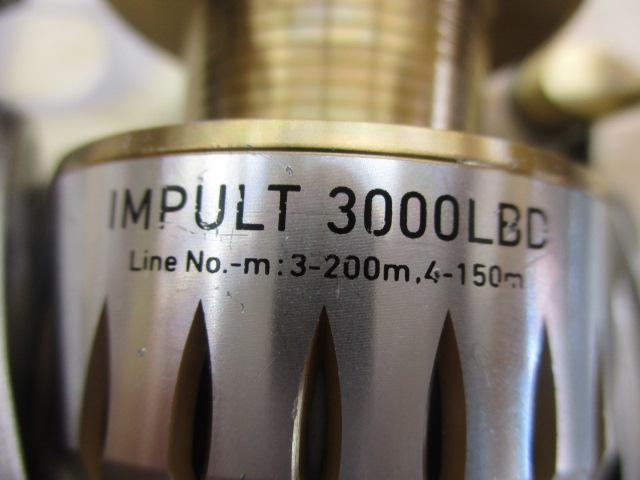 IMPULT 3000LBD
Line No.-m:3-200m,4-150m